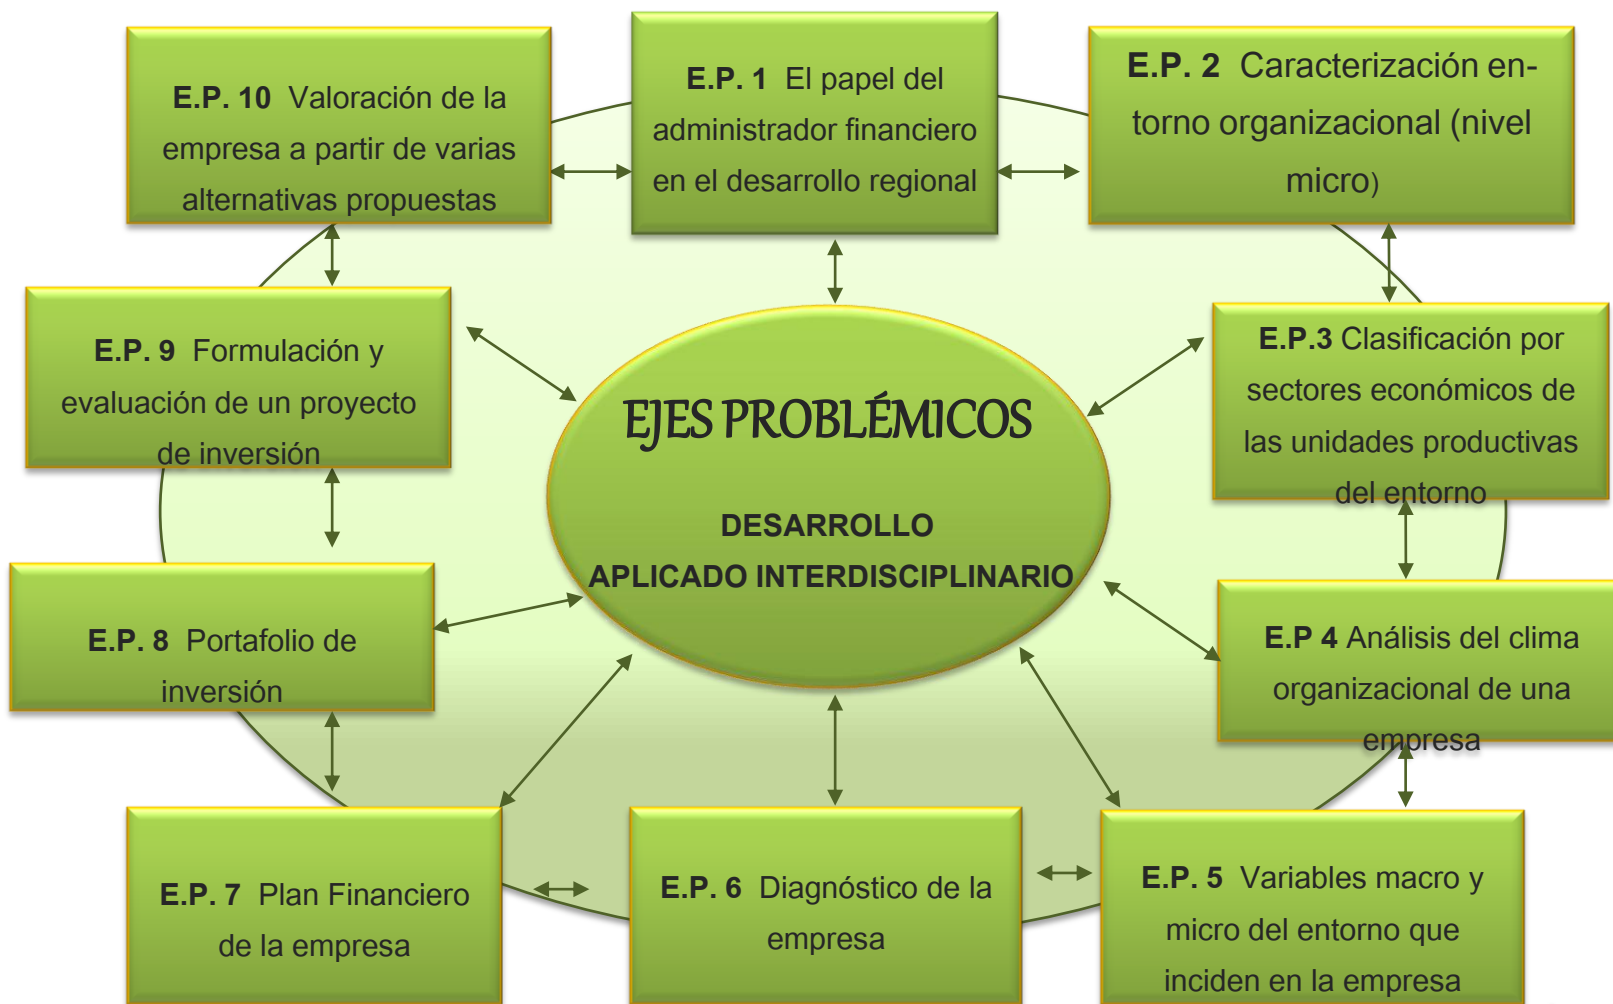 E.P. 1 El papel del
administrador financiero
en el desarrollo regional
E.P. 2 Caracterización en-
torno organizacional (nivel
micro)
E.P.3 Clasificación por
sectores económicos de
las unidades productivas
del entorno
E.P 4 Análisis del clima
organizacional de una
empresa
E.P. 5 Variables macro y
micro del entorno que
inciden en la empresa
E.P. 6 Diagnóstico de la
empresa
E.P. 7 Plan Financiero
de la empresa
E.P. 8 Portafolio de
inversión
E.P. 9 Formulación y
evaluación de un proyecto
de inversión
E.P. 10 Valoración de la
empresa a partir de varias
alternativas propuestas
EJES PROBLÉMICOS
DESARROLLO
APLICADO INTERDISCIPLINARIO